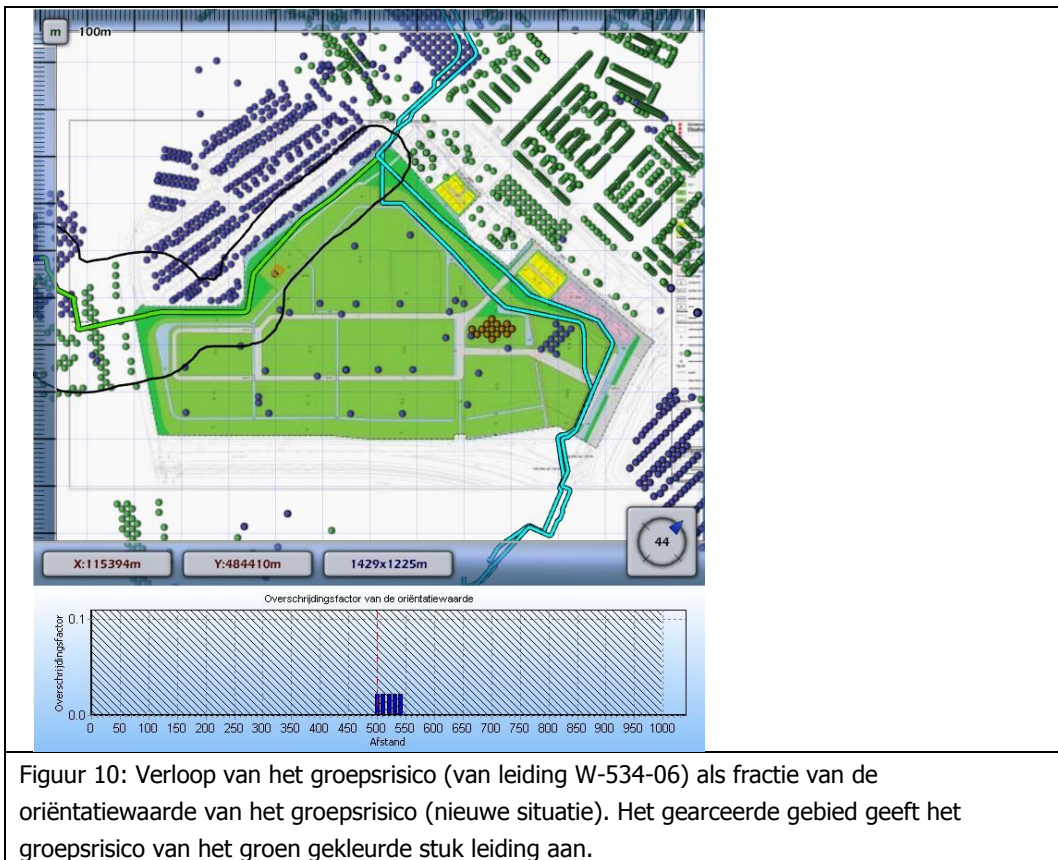 m
100m
X:115394m
Y:484410m
1429x1225m
44
Overschrijdingsfactor van de oriëntatiewaarde
Overschrijdingsfactor
0.1
0.0
0 50 100 150 200 250 300 350 400 450 500 550 600 650 700 750 800 850 900 950 1000
Afstand
Figuur 10: Verloop van het groepsrisico (van leiding W-534-06) als fractie van de
oriëntatiewaarde van het groepsrisico (nieuwe situatie). Het gearceerde gebied geeft het
groepsrisico van het groen gekleurde stuk leiding aan.